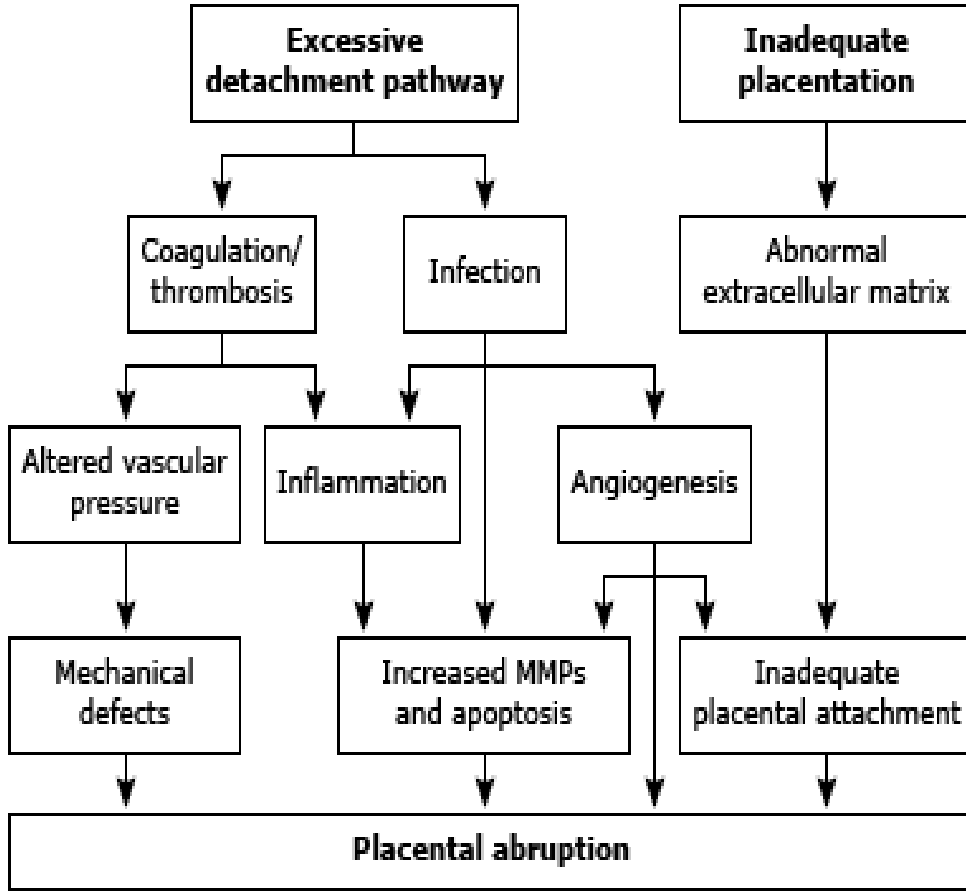 Excessive
detachment pathway
Inadequate
placentation
Coagulation/
thrombosis
Infection
Abnormal
extracellular matrix
Altered vascular
pressure
Inflammation
Angiogenesis
Mechanical
defects
Increased MMPs
and apoptosis
Inadequate
placental attachment
Placental abruption